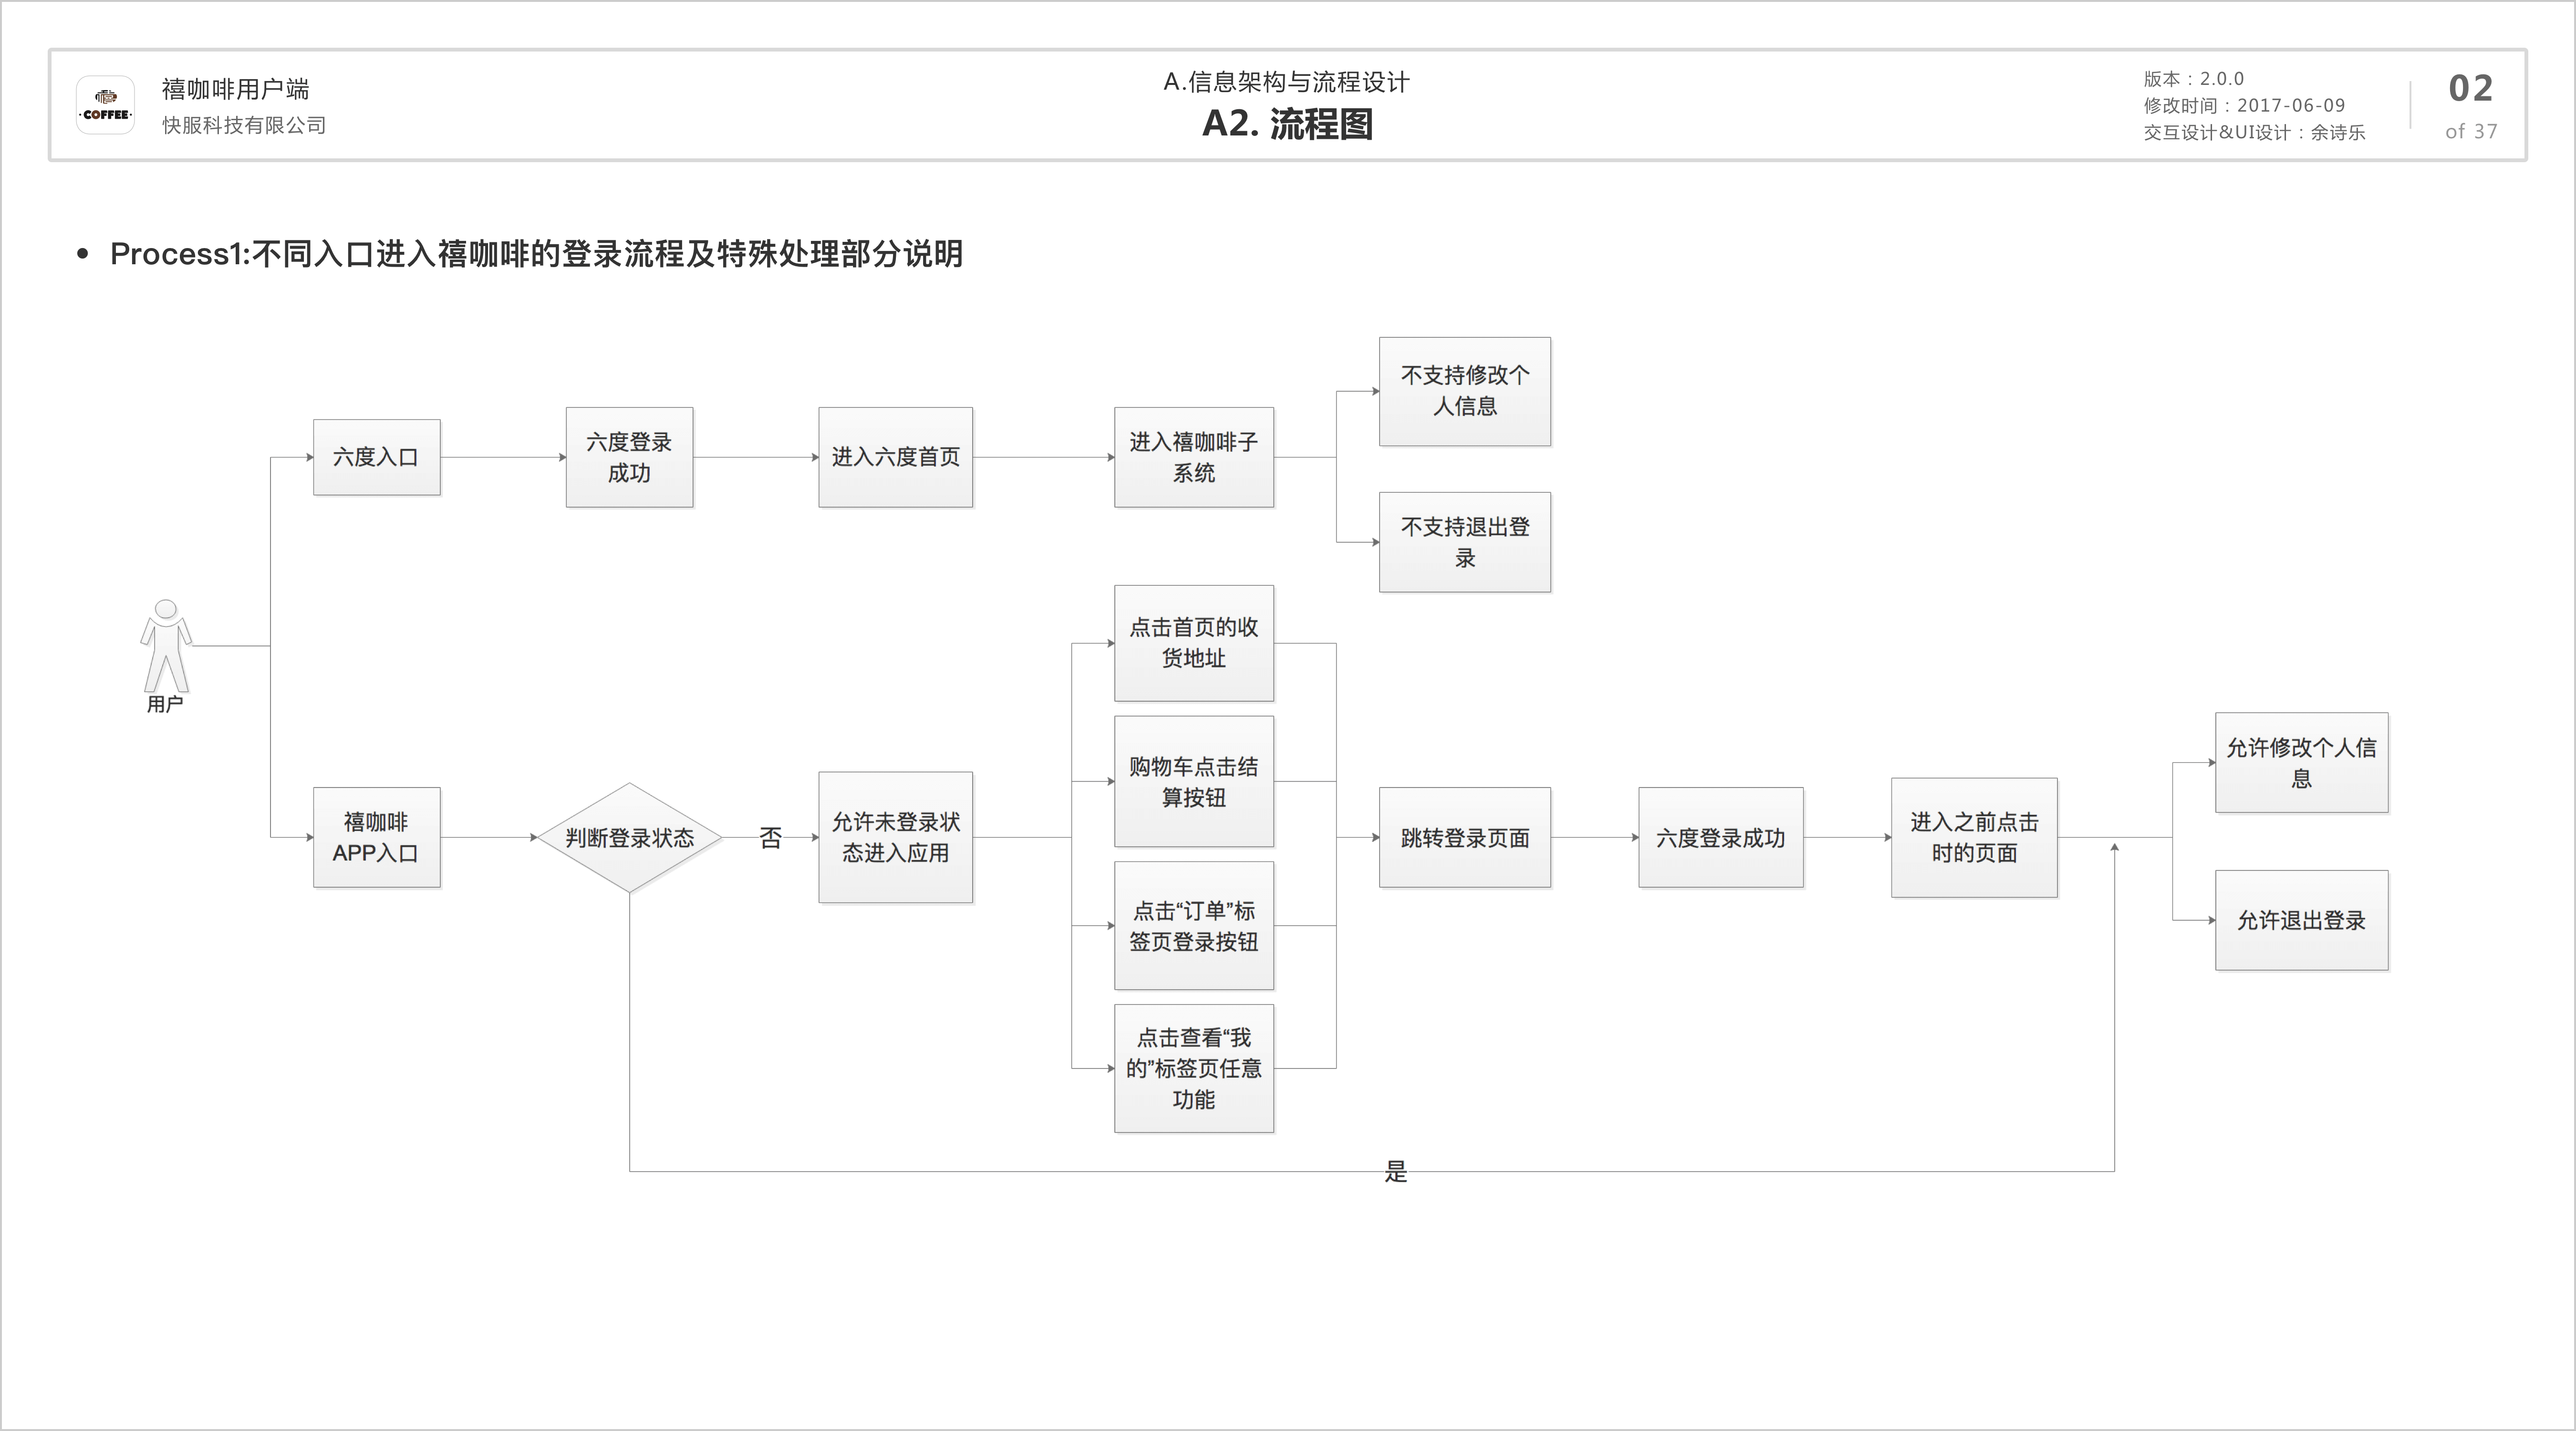 COFFEE
禧咖啡用户端
快服科技有限公司
A.信息架构与流程设计
A2. 流程图
版本：2.0.0
修改时间：2017-06-09
交互设计&UI设计：余诗乐
02
of 37
Process1:不同入口进入禧咖啡的登录流程及特殊处理部分说明
六度入口
六度登录
成功
进入六度首页
进入禧咖啡子
系统
不支持修改个
人信息
不支持退出登
录
用户
禧咖啡
APP入口
判断登录状态
否
允许未登录状
态进入应用
点击首页的收
货地址
购物车点击结
算按钮
点击“订单”标
签页登录按钮
点击查看“我
的”标签页任意
功能
跳转登录页面
六度登录成功
进入之前点击
时的页面
允许修改个人信
息
允许退出登录
是